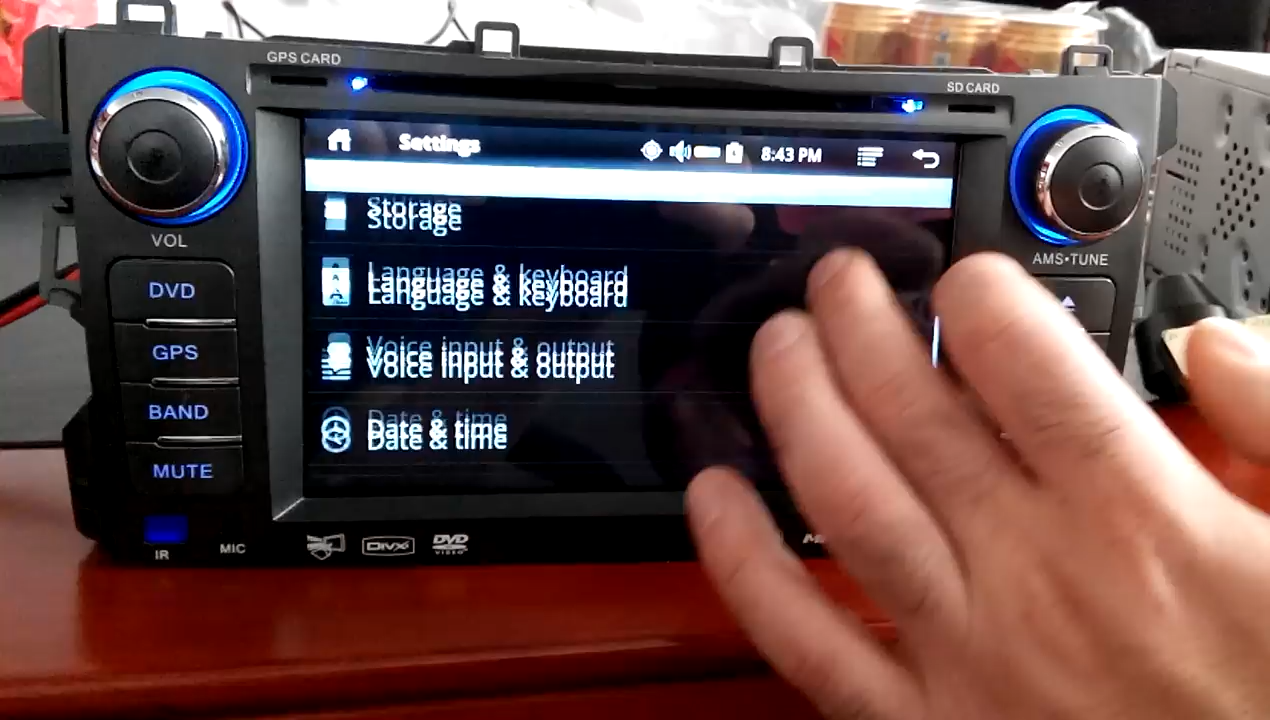 GPS CARD
SD CARD
Settings
8:43 PM
VOL
AMS•TUNE
Storage
DVD
Language & keyboard
GPS
Voice input & output
BAND
Date & time
MUTE
IR
MIC
DIVX
DVD
VIDEO